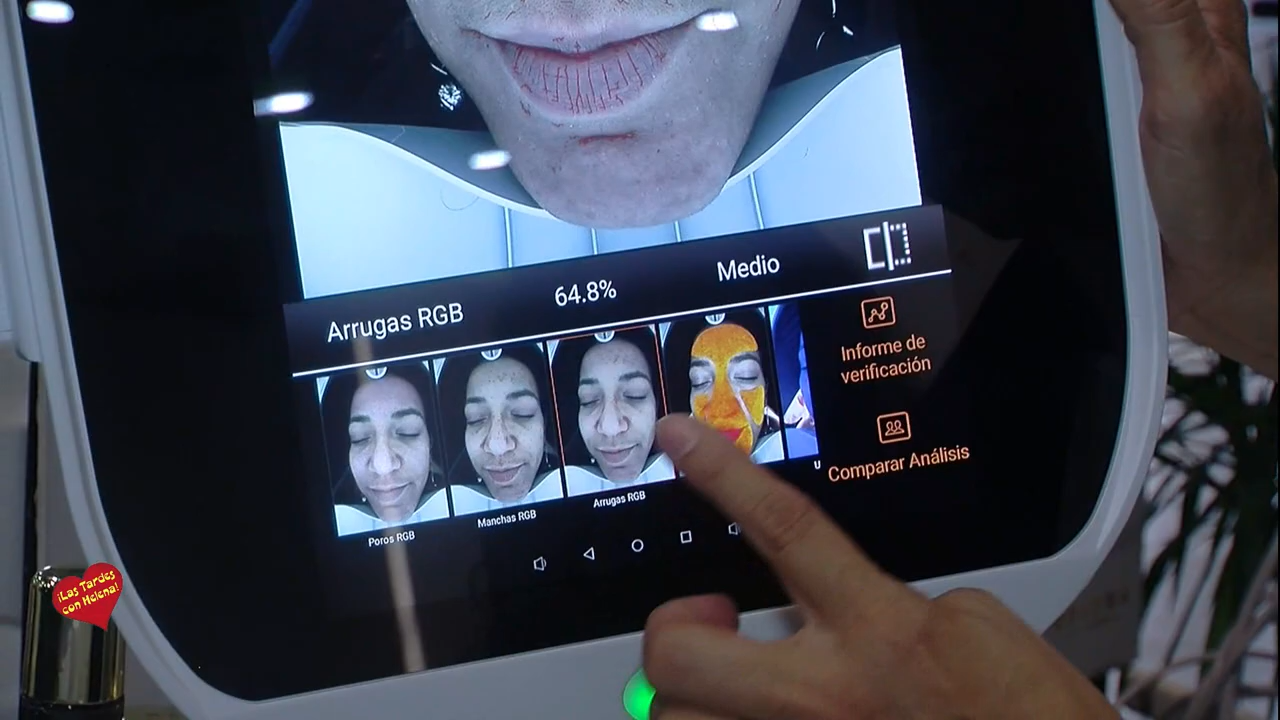 Arrugas RGB
64.8%
Medio
Informe de
verificación
Comparar Análisis
Poros RGB
Manchas RGB
Arrugas RGB
¡Las Tardes
con Helena!